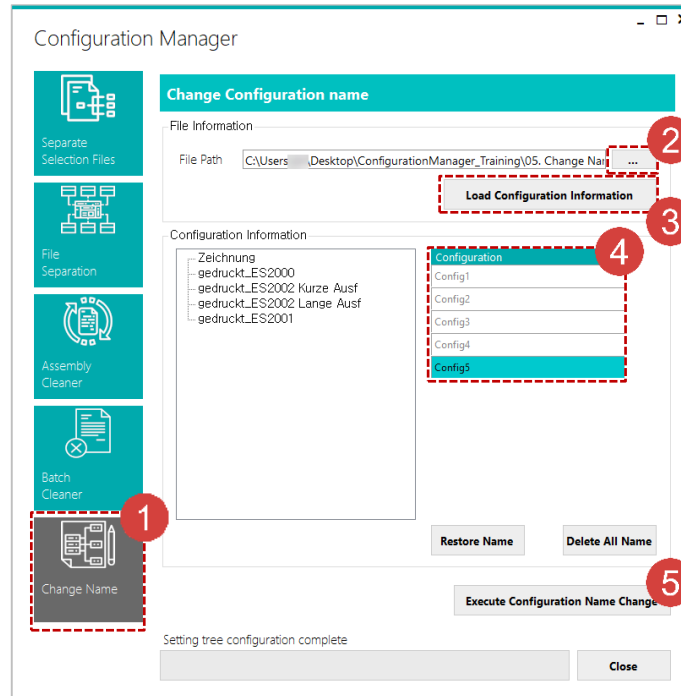 Configuration Manager
Separate
Selection Files
File
Separation
Assembly
Cleaner
Batch
Cleaner
1
Change Name
Change Configuration name
File Information
File Path
C:\Users \Desktop\ConfigurationManager_Training\05. Change Nar
...
2
Load Configuration Information
3
Configuration Information
Zeichnung
gedruckt_ES2000
gedruckt_ES2002 Kurze Ausf
gedruckt_ES2002 Lange Ausf
gedruckt_ES2001
4
Configuration
Config1
Config2
Config3
Config4
Config5
Restore Name
Delete All Name
5
Execute Configuration Name Change
Setting tree configuration complete
Close